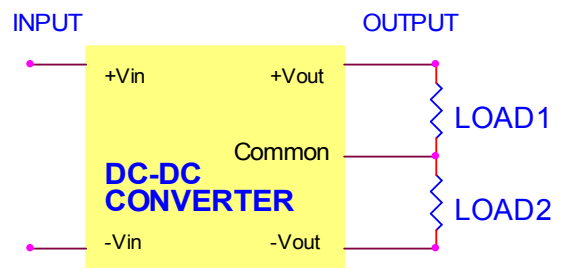 INPUT OUTPUT
+Vin +Vout
LOAD1
Common
DC-DC
CONVERTER
LOAD2
-Vin -Vout